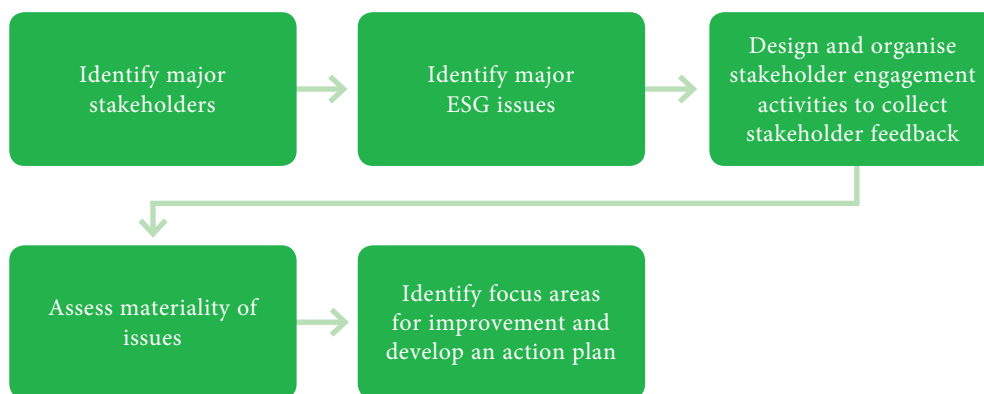 Identify major
stakeholders
Identify major
ESG issues
Design and organise
stakeholder engagement
activities to collect
stakeholder feedback
Assess materiality of
issues
Identify focus areas
for improvement and
develop an action plan